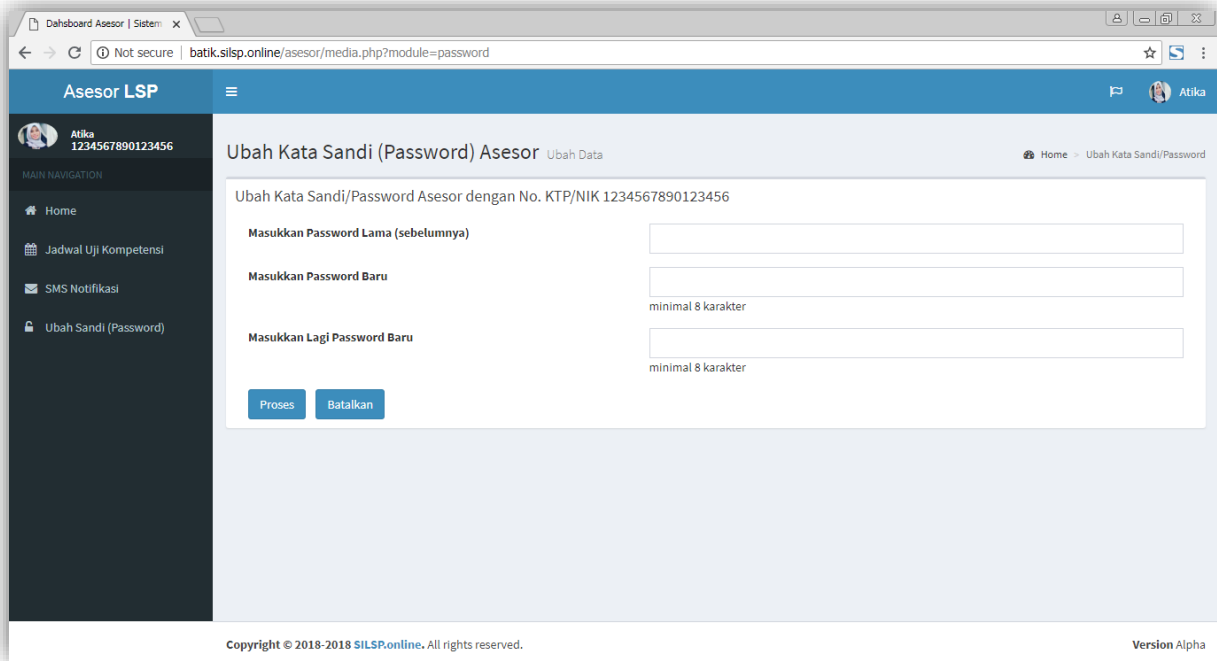 Dahsboard Asesor | Sistem
Not secure | batik.silsp.online/asesor/media.php?module=password
Asesor LSP
Atika
Atika
1234567890123456
Ubah Kata Sandi (Password) Asesor Ubah Data
Home > Ubah Kata Sandi/Password
MAIN NAVIGATION
Home
Jadwal Uji Kompetensi
SMS Notifikasi
Ubah Sandi (Password)
Ubah Kata Sandi/Password Asesor dengan No. KTP/NIK 1234567890123456
Masukkan Password Lama (sebelumnya)
Masukkan Password Baru
minimal 8 karakter
Masukkan Lagi Password Baru
minimal 8 karakter
Proses Batalkan
Copyright © 2018-2018 SILSP.online. All rights reserved.
Version Alpha